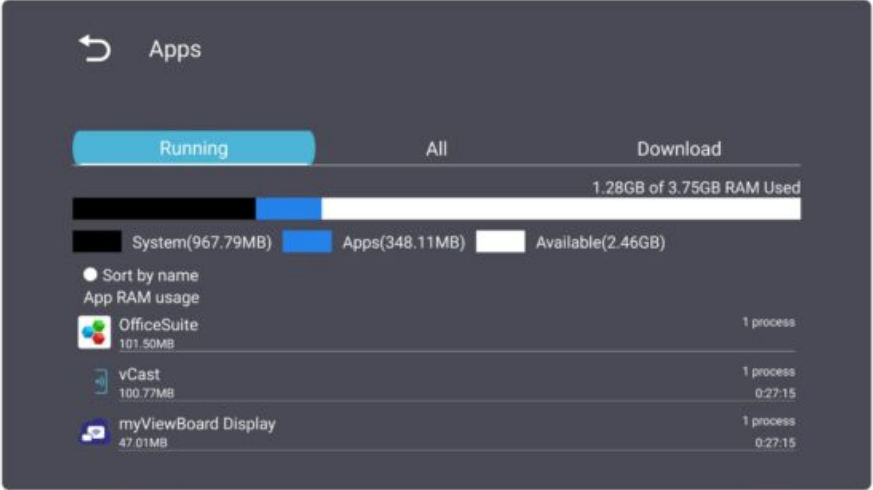 Apps
Running All Download
1.28GB of 3.75GB RAM Used
System(967.79MB) Apps(348.11MB) Available(2.46GB)
Sort by name
App RAM usage
OfficeSuite 1 process
101.50MB
vCast 1 process
100.77MB 0:27:15
myViewBoard Display 1 process
47.01MB 0:27:15